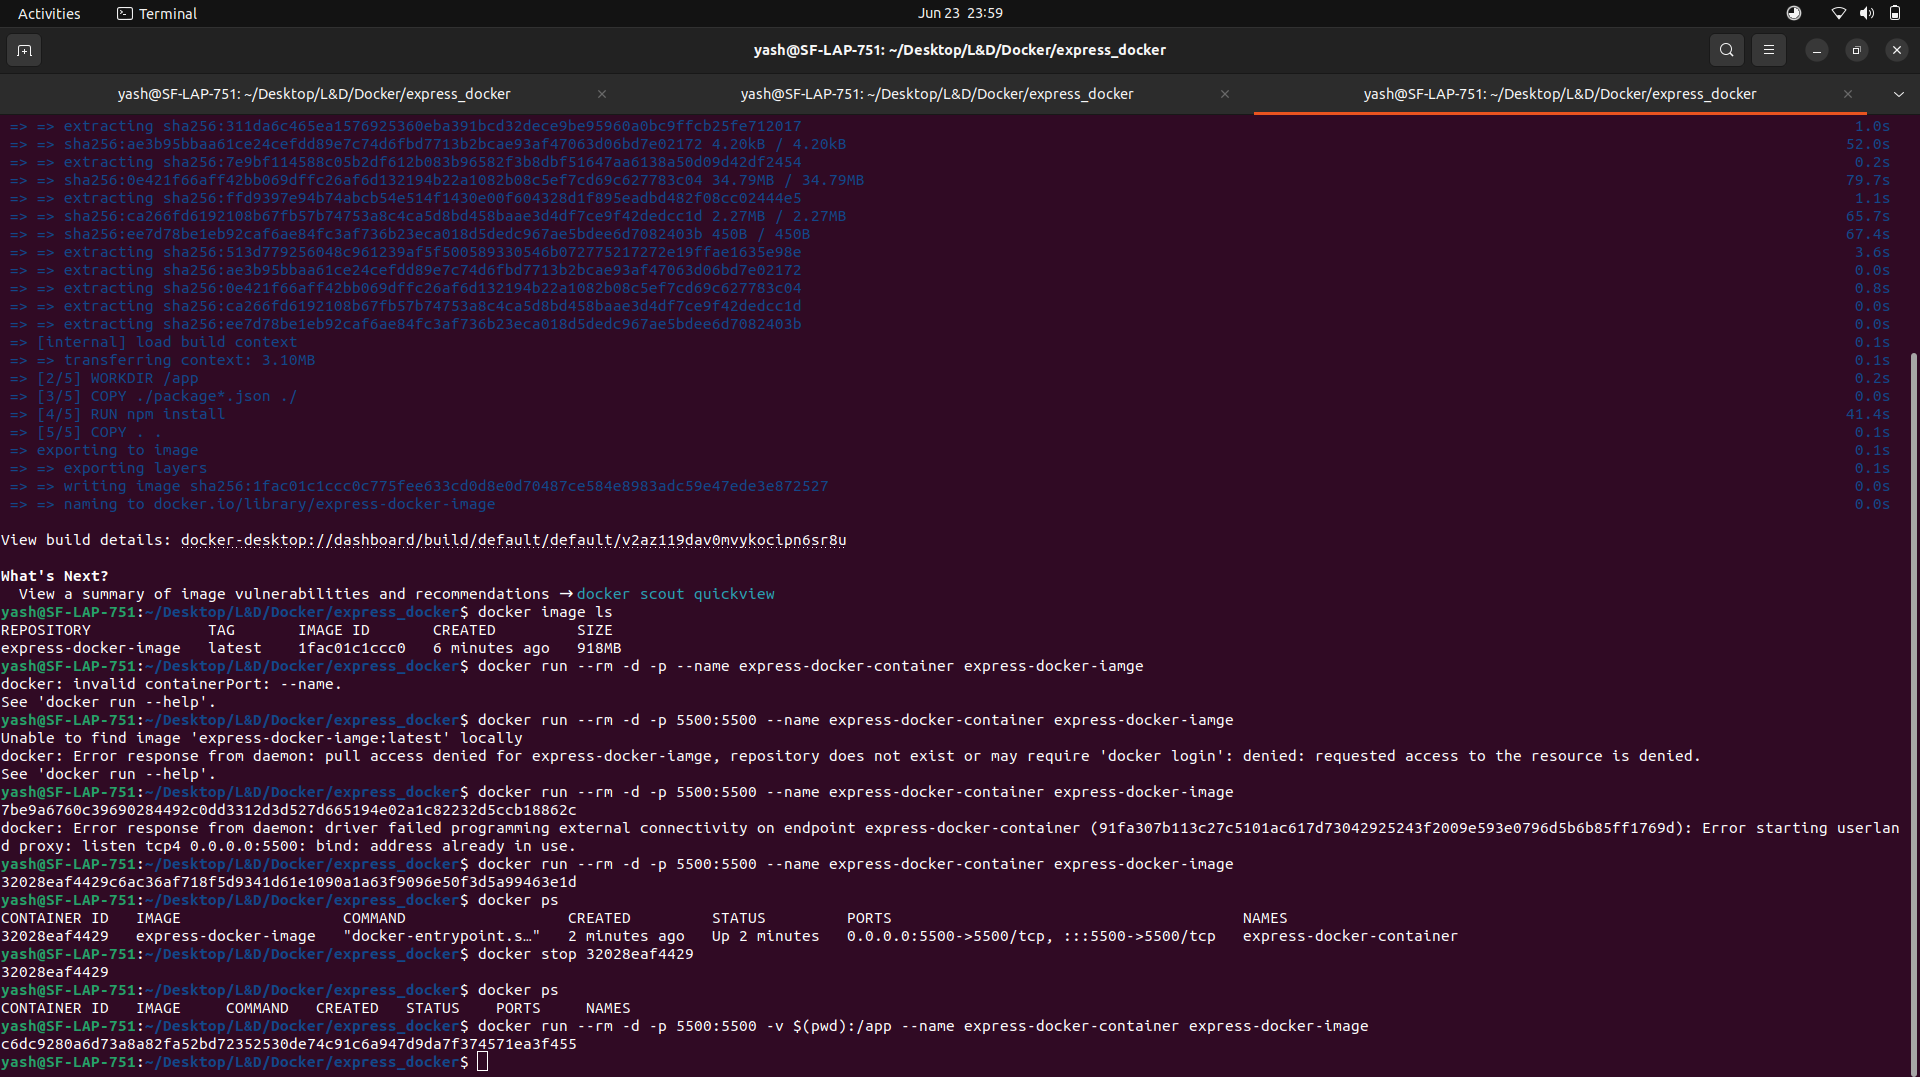 Activities
Terminal
Jun 23 23:59
yash@SF-LAP-751: ~/Desktop/L&D/Docker/express_docker
yash@SF-LAP-751: ~/Desktop/L&D/Docker/express_docker
yash@SF-LAP-751: ~/Desktop/L&D/Docker/express_docker
yash@SF-LAP-751: ~/Desktop/L&D/Docker/express_docker
=> => extracting sha256:311da6c465ea1576925360eba391bcd32dece9be95960a0bc9ffcb25fe712017 1.0s
=> => sha256:ae3b95bbaa61ce24cefdd89e7c74d6fbd7713b2bcae93af47063d06bd7e02172 4.20kB / 4.20kB 52.0s
=> => extracting sha256:7e9bf114588c05b2df612b083b96582f3b8dbf51647aa6138a50d09d42df2454 0.2s
=> => sha256:0e421f66aff42bb069dffc26af6d132194b22a1082b08c5ef7cd69c627783c04 34.79MB / 34.79MB 79.7s
=> => extracting sha256:ffd9397e94b74abcb54e514f1430e00f604328d1f895eadbd482f08cc02444e5 1.1s
=> => sha256:ca266fd6192108b67fb57b74753a8c4ca5d8bd458baae3d4df7ce9f42dedcc1d 2.27MB / 2.27MB 65.7s
=> => sha256:ee7d78be1eb92caf6ae84fc3af736b23eca018d5dedc967ae5bdee6d7082403b 450B / 450B 67.4s
=> => extracting sha256:513d779256048c961239af5f500589330546b072775217272e19ffae1635e98e 3.6s
=> => extracting sha256:ae3b95bbaa61ce24cefdd89e7c74d6fbd7713b2bcae93af47063d06bd7e02172 0.0s
=> => extracting sha256:0e421f66aff42bb069dffc26af6d132194b22a1082b08c5ef7cd69c627783c04 0.8s
=> => extracting sha256:ca266fd6192108b67fb57b74753a8c4ca5d8bd458baae3d4df7ce9f42dedcc1d 0.0s
=> => extracting sha256:ee7d78be1eb92caf6ae84fc3af736b23eca018d5dedc967ae5bdee6d7082403b 0.0s
=> [internal] load build context 0.1s
=> => transferring context: 3.10MB 0.1s
=> [2/5] WORKDIR /app 0.2s
=> [3/5] COPY ./package*.json ./ 0.0s
=> [4/5] RUN npm install 41.4s
=> [5/5] COPY . . 0.1s
=> exporting to image 0.1s
=> => exporting layers 0.1s
=> => writing image sha256:1fac01c1ccc0c775fee633cd0d8e0d70487ce584e8983adc59e47ede3e872527 0.0s
=> => naming to docker.io/library/express-docker-image 0.0s
View build details: docker-desktop://dashboard/build/default/default/v2az119dav0mvykocipn6sr8u
What's Next?
View a summary of image vulnerabilities and recommendations → docker scout quickview
yash@SF-LAP-751:~/Desktop/L&D/Docker/express_docker$ docker image ls
REPOSITORY TAG IMAGE ID CREATED SIZE
express-docker-image latest 1fac01c1ccc0 6 minutes ago 918MB
yash@SF-LAP-751:~/Desktop/L&D/Docker/express_docker$ docker run --rm -d -p --name express-docker-container express-docker-iamge
docker: invalid containerPort: --name.
See 'docker run --help'.
yash@SF-LAP-751:~/Desktop/L&D/Docker/express_docker$ docker run --rm -d -p 5500:5500 --name express-docker-container express-docker-iamge
Unable to find image 'express-docker-iamge:latest' locally
docker: Error response from daemon: pull access denied for express-docker-iamge, repository does not exist or may require 'docker login': denied: requested access to the resource is denied.
See 'docker run --help'.
yash@SF-LAP-751:~/Desktop/L&D/Docker/express_docker$ docker run --rm -d -p 5500:5500 --name express-docker-container express-docker-image
7be9a6760c39690284492c0dd3312d3d527d665194e02a1c82232d5ccb18862c
docker: Error response from daemon: driver failed programming external connectivity on endpoint express-docker-container (91fa307b113c27c5101ac617d73042925243f2009e593e0796d5b6b85ff1769d): Error starting userlan
d proxy: listen tcp4 0.0.0.0:5500: bind: address already in use.
yash@SF-LAP-751:~/Desktop/L&D/Docker/express_docker$ docker run --rm -d -p 5500:5500 --name express-docker-container express-docker-image
32028eaf4429c6ac36af718f5d9341d61e1090a1a63f9096e50f3d5a99463e1d
yash@SF-LAP-751:~/Desktop/L&D/Docker/express_docker$ docker ps
CONTAINER ID IMAGE COMMAND CREATED STATUS PORTS NAMES
32028eaf4429 express-docker-image "docker-entrypoint.s…" 2 minutes ago Up 2 minutes 0.0.0.0:5500->5500/tcp, :::5500->5500/tcp express-docker-container
yash@SF-LAP-751:~/Desktop/L&D/Docker/express_docker$ docker stop 32028eaf4429
32028eaf4429
yash@SF-LAP-751:~/Desktop/L&D/Docker/express_docker$ docker ps
CONTAINER ID IMAGE COMMAND CREATED STATUS PORTS NAMES
yash@SF-LAP-751:~/Desktop/L&D/Docker/express_docker$ docker run --rm -d -p 5500:5500 -v $(pwd):/app --name express-docker-container express-docker-image
c6dc9280a6d73a8a82fa52bd72352530de74c91c6a947d9da7f374571ea3f455
yash@SF-LAP-751:~/Desktop/L&D/Docker/express_docker$